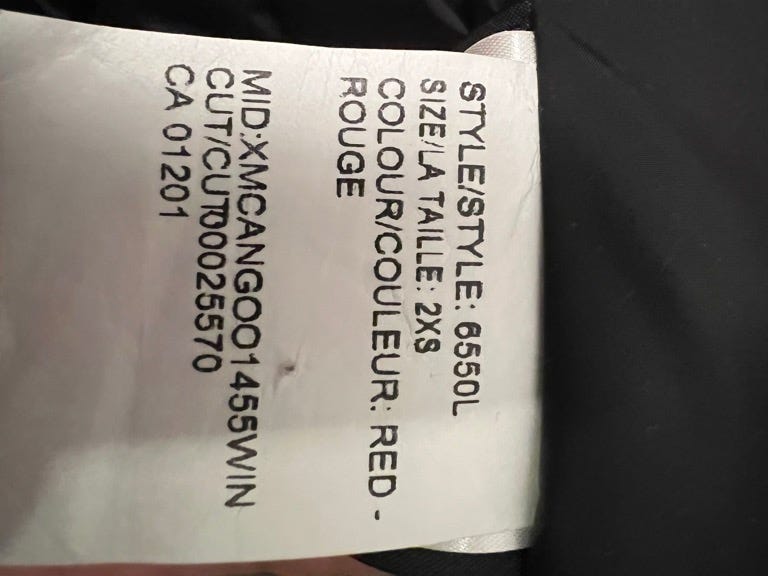 STYLE/STYLE: 6550L
SIZE/LA TAILLE: 2XS
COLOUR/COULEUR: RED -
ROUGE
MID:XMCANGOO1455WIN
CUT/CUT00025570
CA 01201